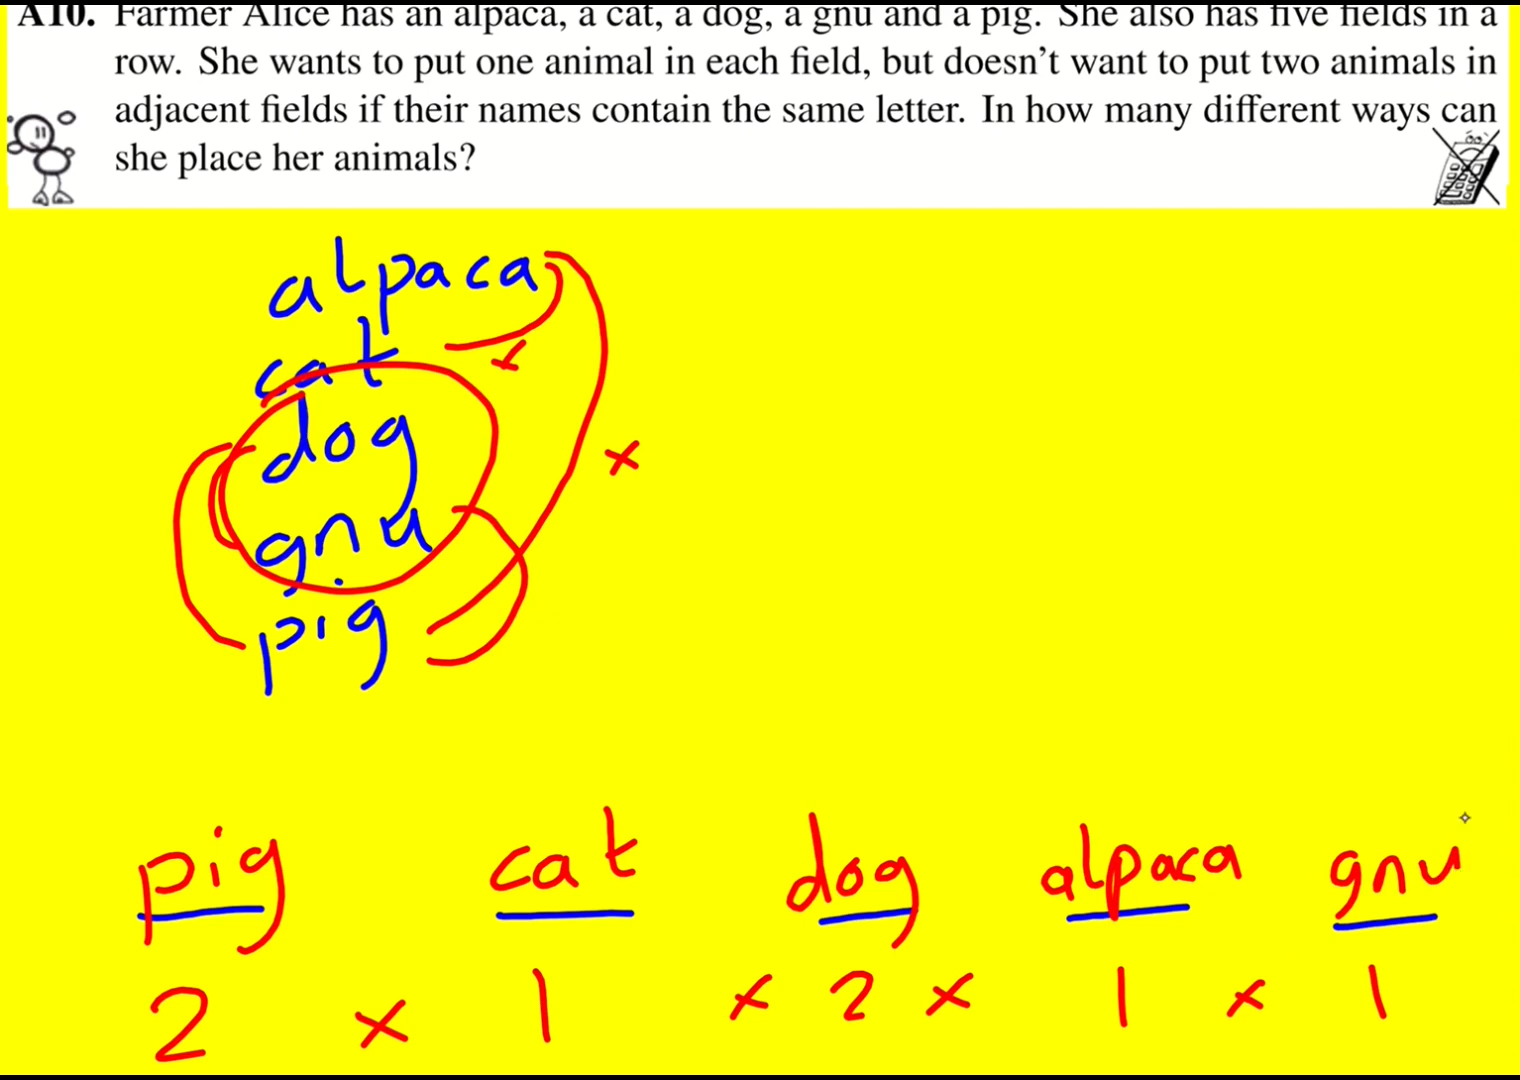 A10. Farmer Alice has an alpaca, a cat, a dog, a gnu and a pig. She also has five fields in a
row. She wants to put one animal in each field, but doesn't want to put two animals in
adjacent fields if their names contain the same letter. In how many different ways can
she place her animals?
alpaca
cat
dog
gnu
pig
pig cat dog alpaca gnu
2 × 1 × 2 × 1 × 1